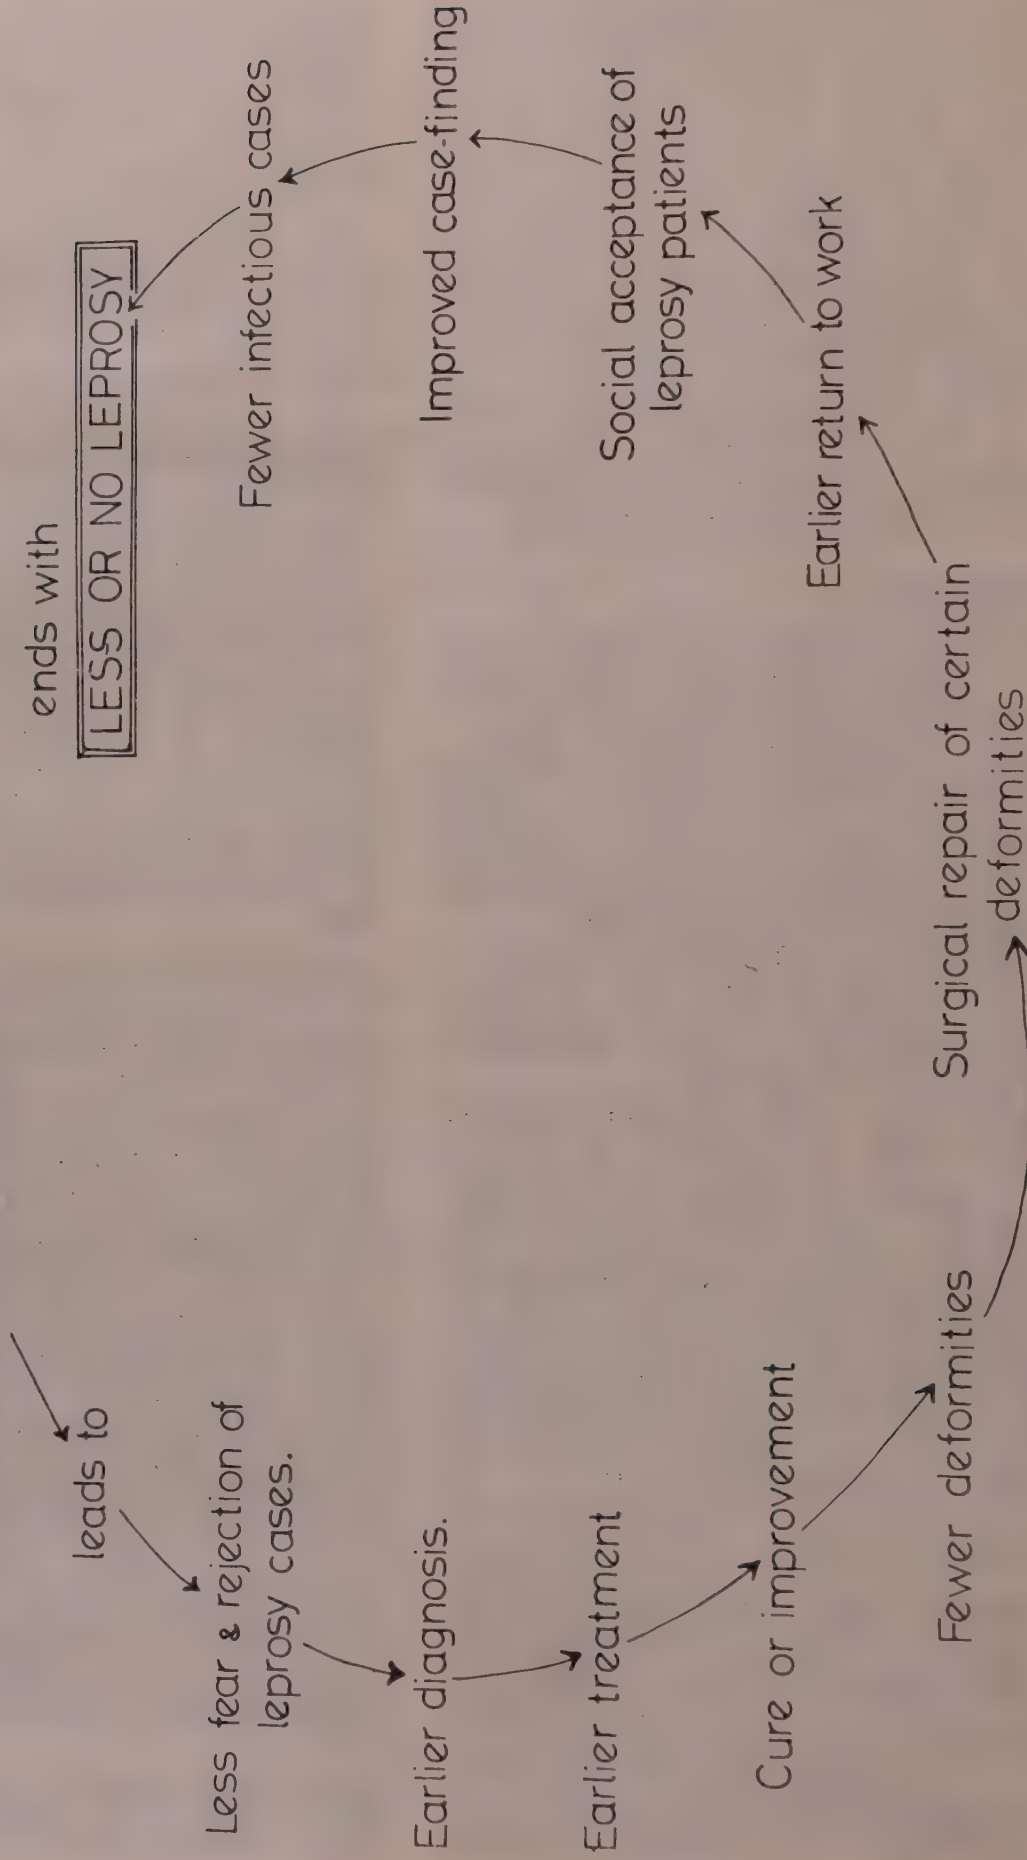 leads to
Less fear & rejection of
leprosy cases.
Earlier diagnosis.
Earlier treatment
Cure or improvement
Fewer deformities
Surgical repair of certain
deformities
Earlier return to work
Social acceptance of
leprosy patients
Improved case-finding
Fewer infectious cases
ends with
LESS OR NO LEPROSY